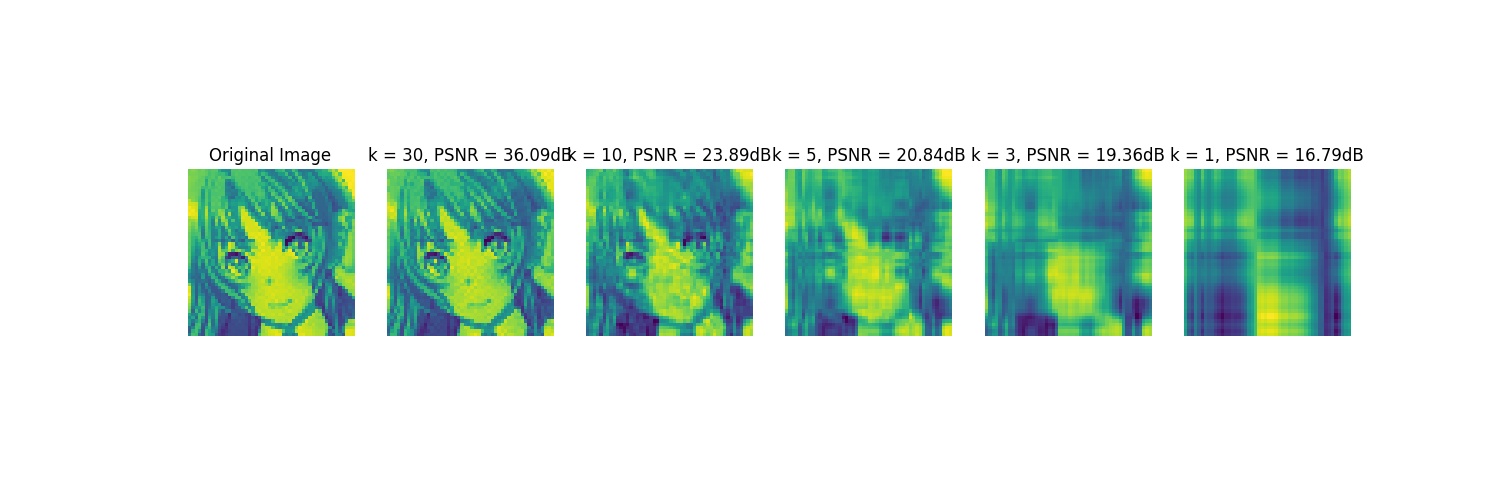 Original Image
k = 30, PSNR = 36.09dB
k = 10, PSNR = 23.89dB
k = 5, PSNR = 20.84dB
k = 3, PSNR = 19.36dB
k = 1, PSNR = 16.79dB